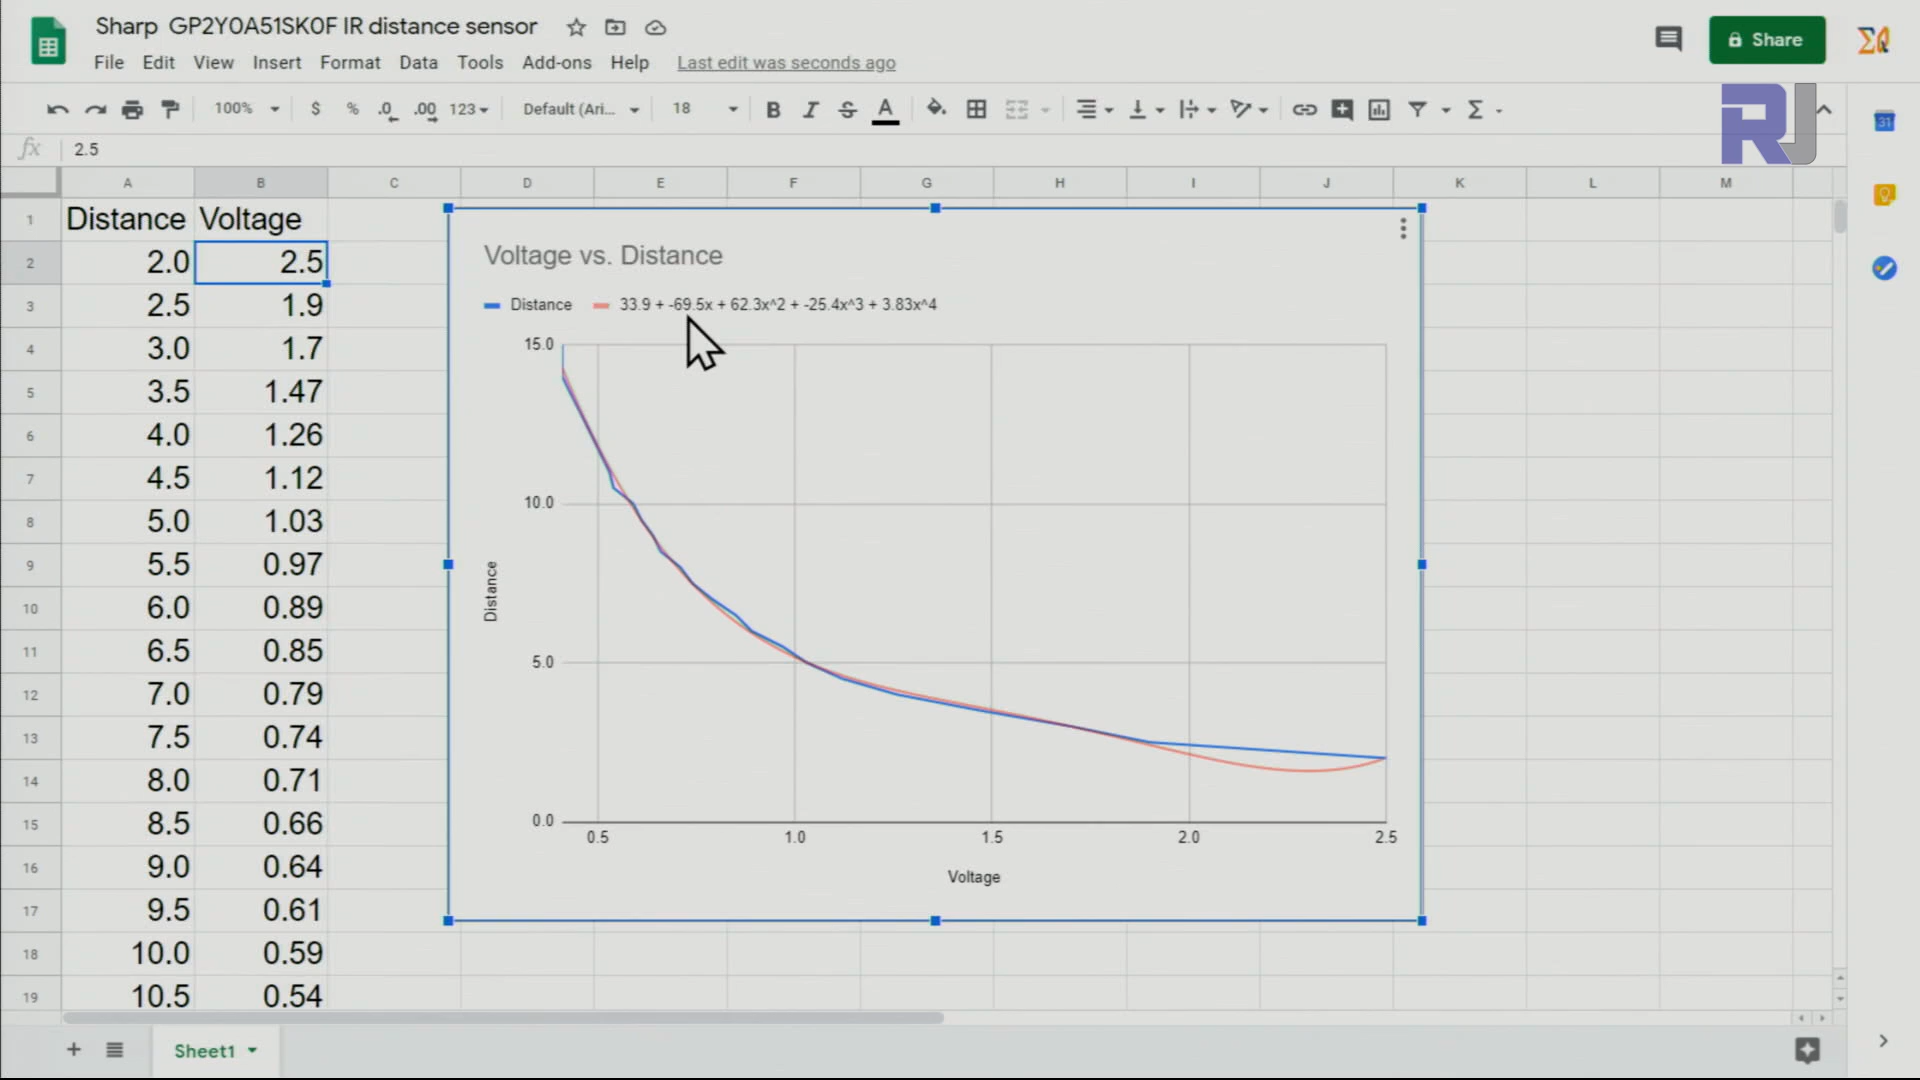 Sharp GP2Y0A51SK0F IR distance sensor
File Edit View Insert Format Data Tools Add-ons Help Last edit was seconds ago
Share
100% $ % .0 .00 123 Default (Ari... 18 B I S A
RJ
31
fx 2.5
A B C D E F G H I J K L M
1 Distance Voltage
2 2.0 2.5
3 2.5 1.9
4 3.0 1.7
5 3.5 1.47
6 4.0 1.26
7 4.5 1.12
8 5.0 1.03
9 5.5 0.97
10 6.0 0.89
11 6.5 0.85
12 7.0 0.79
13 7.5 0.74
14 8.0 0.71
15 8.5 0.66
16 9.0 0.64
17 9.5 0.61
18 10.0 0.59
19 10.5 0.54
Voltage vs. Distance
Distance 33.9 + -69.5x + 62.3x^2 + -25.4x^3 + 3.83x^4
15.0
10.0
5.0
0.0
Distance
0.5 1.0 1.5 2.0 2.5
Voltage
Sheet1